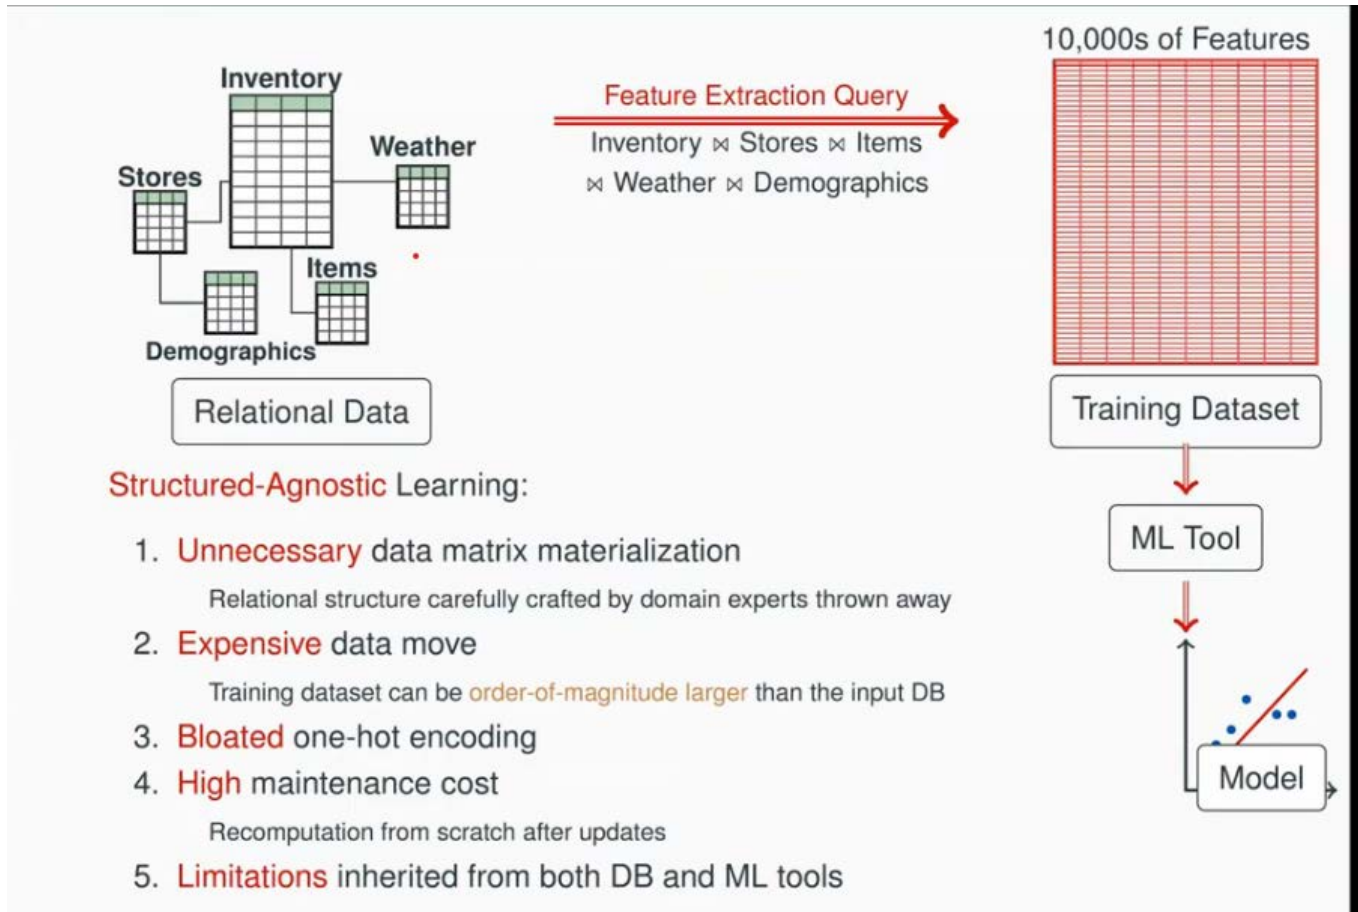 Inventory
Weather
Stores
Items
Demographics
Relational Data
Feature Extraction Query
Inventory ⋈ Stores ⋈ Items
⋈ Weather ⋈ Demographics
10,000s of Features
Training Dataset
ML Tool
Model
Structured-Agnostic Learning:
1. Unnecessary data matrix materialization
Relational structure carefully crafted by domain experts thrown away
2. Expensive data move
Training dataset can be order-of-magnitude larger than the input DB
3. Bloated one-hot encoding
4. High maintenance cost
Recomputation from scratch after updates
5. Limitations inherited from both DB and ML tools